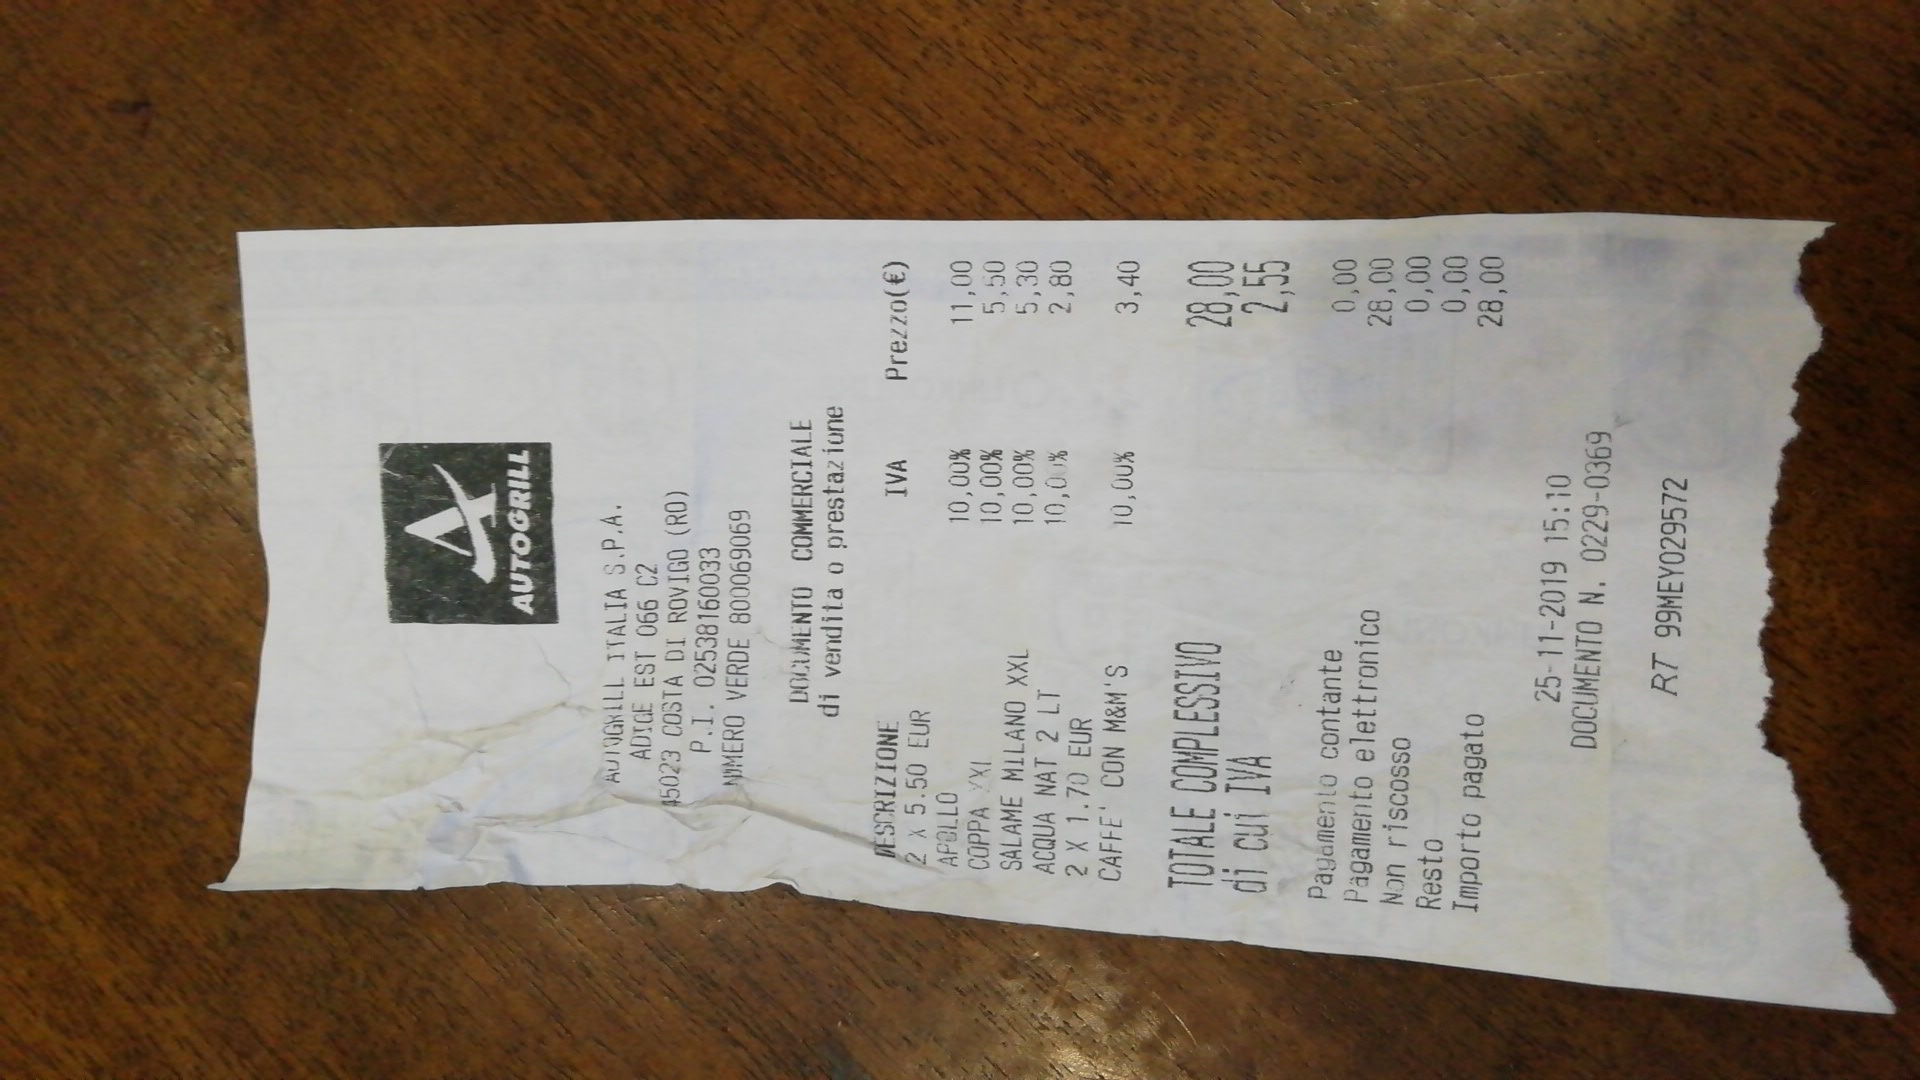 AUTOGRILL
AUTOGRILL ITALIA S.P.A.
ADIGE EST 066 C2
45023 COSTA DI ROVIGO (RO)
P.I. 02538160033
NUMERO VERDE 800069069
DOCUMENTO COMMERCIALE
di vendita o prestazione
DESCRIZIONE IVA Prezzo(€)
2 X 5.50 EUR
APOLLO 10,00% 11,00
COPPA XXL 10,00% 5,50
SALAME MILANO XXL 10,00% 5,30
ACQUA NAT 2 LT 10,00% 2,80
2 X 1.70 EUR
CAFFE' CON M&M'S 10,00% 3,40
TOTALE COMPLESSIVO 28,00
di cui IVA 2,55
Pagamento contante 0,00
Pagamento elettronico 28,00
Non riscosso 0,00
Resto 0,00
Importo pagato 28,00
25-11-2019 15:10
DOCUMENTO N. 0229-0369
RT 99MEY029572